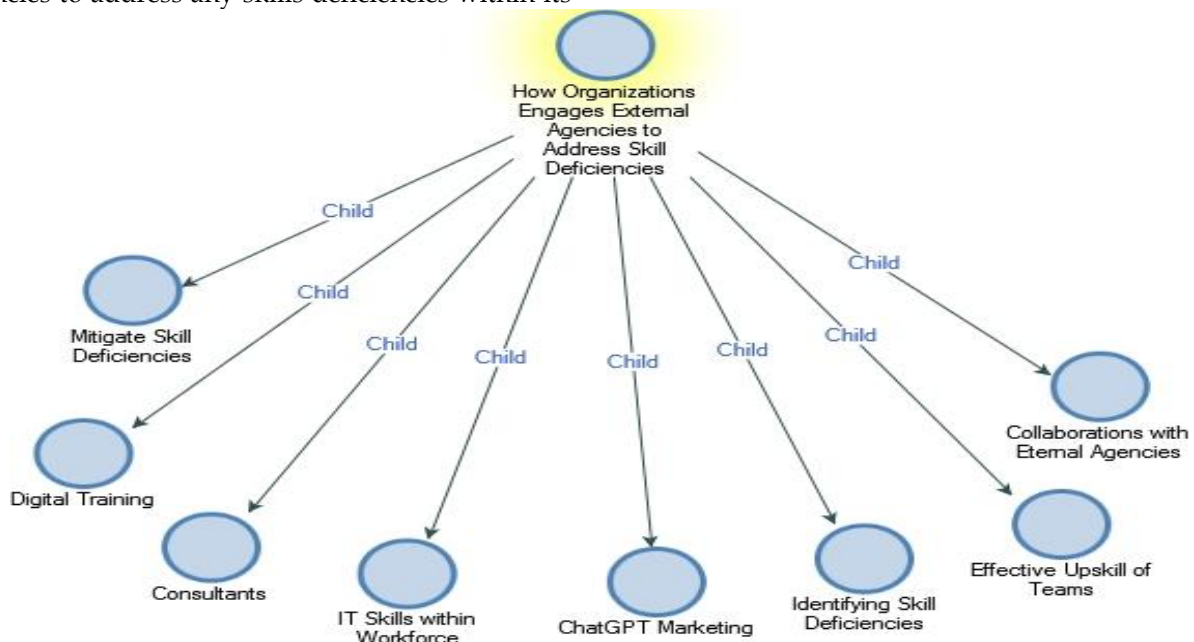 to address any skills deficiencies within its
How Organizations
Engages External
Agencies to
Address Skill
Deficiencies
Child
Child
Child
Child
Child
Child
Child
Child
Mitigate Skill
Deficiencies
Digital Training
Consultants
IT Skills within
Workforce
ChatGPT Marketing
Identifying Skill
Deficiencies
Effective Upskill of
Teams
Collaborations with
Eternal Agencies